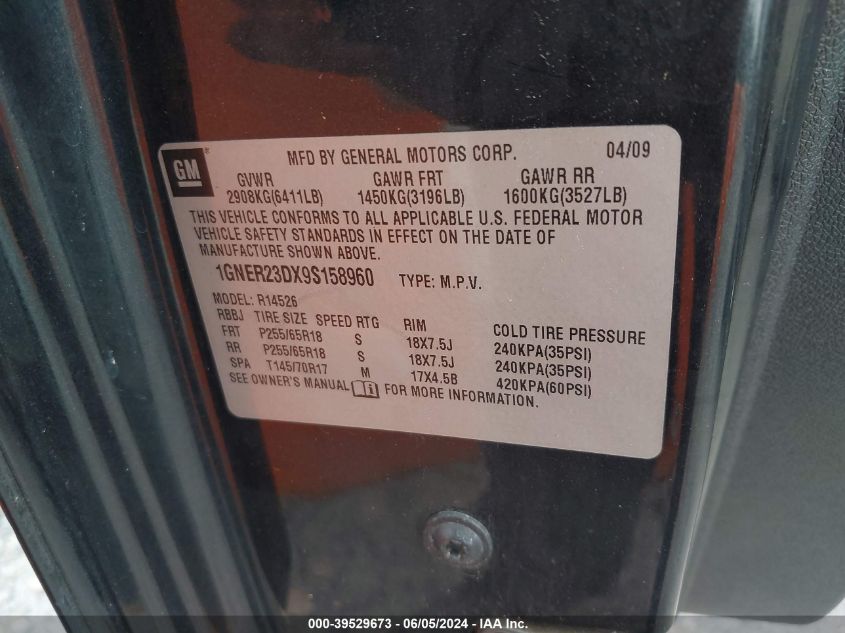 GM MFD BY GENERAL MOTORS CORP. 04/09
GVWR GAWR FRT GAWR RR
2908KG(6411LB) 1450KG(3196LB) 1600KG(3527LB)
THIS VEHICLE CONFORMS TO ALL APPLICABLE U.S. FEDERAL MOTOR
VEHICLE SAFETY STANDARDS IN EFFECT ON THE DATE OF
MANUFACTURE SHOWN ABOVE.
1GNER23DX9S158960 TYPE: M.P.V.
MODEL: R14526
RBBJ TIRE SIZE SPEED RTG RIM COLD TIRE PRESSURE
FRT P255/65R18 S 18X7.5J 240KPA(35PSI)
RR P255/65R18 S 18X7.5J 240KPA(35PSI)
SPA T145/70R17 M 17X4.5B 420KPA(60PSI)
SEE OWNER'S MANUAL i FOR MORE INFORMATION.
000-39529673 - 06/05/2024 - IAA Inc.